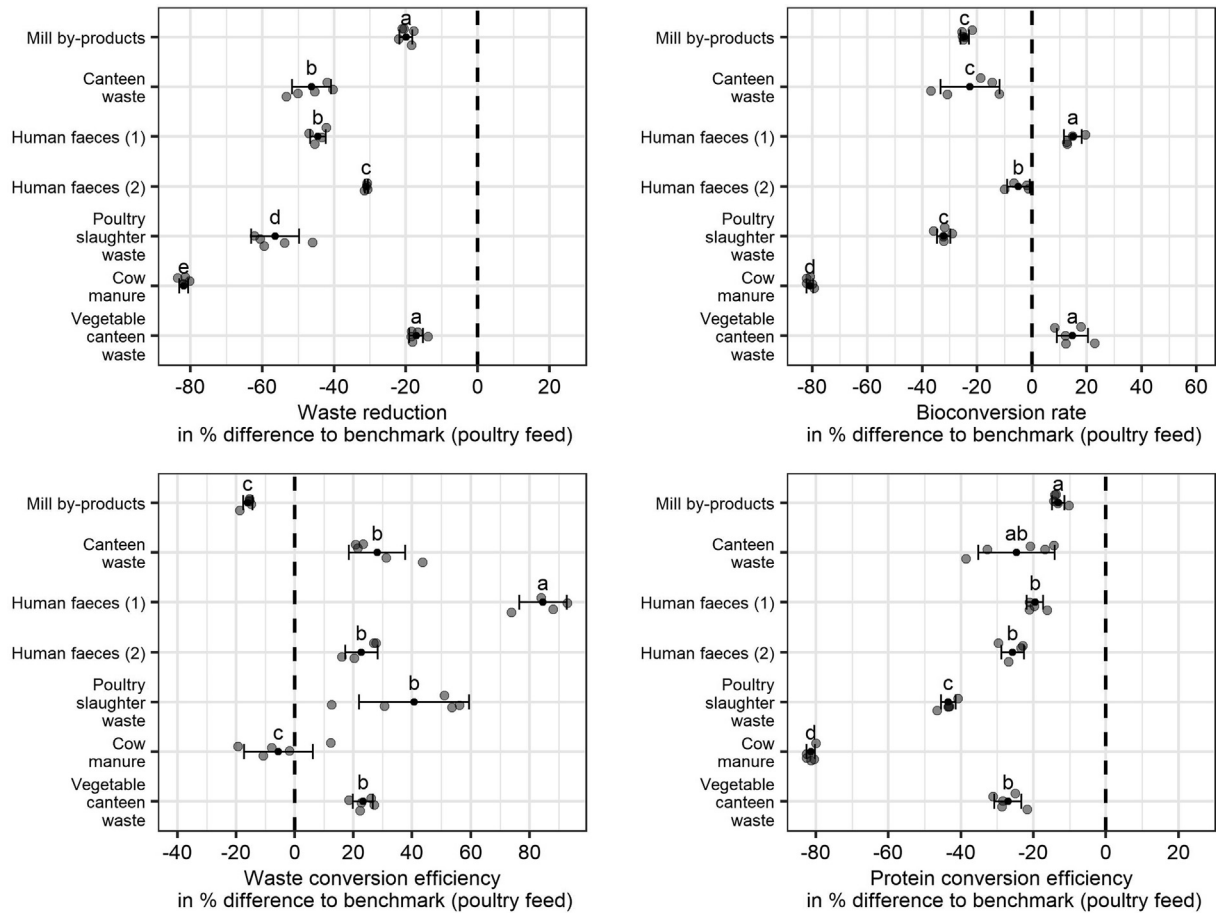 Mill by-products
a
Canteen
waste
b
Human faeces (1)
b
Human faeces (2)
c
Poultry
slaughter
waste
d
Cow
manure
e
Vegetable
canteen
waste
a
-80 -60 -40 -20 0 20
Waste reduction
in % difference to benchmark (poultry feed)
Mill by-products
c
Canteen
waste
c
Human faeces (1)
a
Human faeces (2)
b
Poultry
slaughter
waste
c
Cow
manure
d
Vegetable
canteen
waste
a
-80 -60 -40 -20 0 20 40 60
Bioconversion rate
in % difference to benchmark (poultry feed)
Mill by-products
c
Canteen
waste
b
Human faeces (1)
a
Human faeces (2)
b
Poultry
slaughter
waste
b
Cow
manure
c
Vegetable
canteen
waste
b
-40 -20 0 20 40 60 80
Waste conversion efficiency
in % difference to benchmark (poultry feed)
Mill by-products
a
Canteen
waste
ab
Human faeces (1)
b
Human faeces (2)
b
Poultry
slaughter
waste
c
Cow
manure
d
Vegetable
canteen
waste
b
-80 -60 -40 -20 0 20
Protein conversion efficiency
in % difference to benchmark (poultry feed)